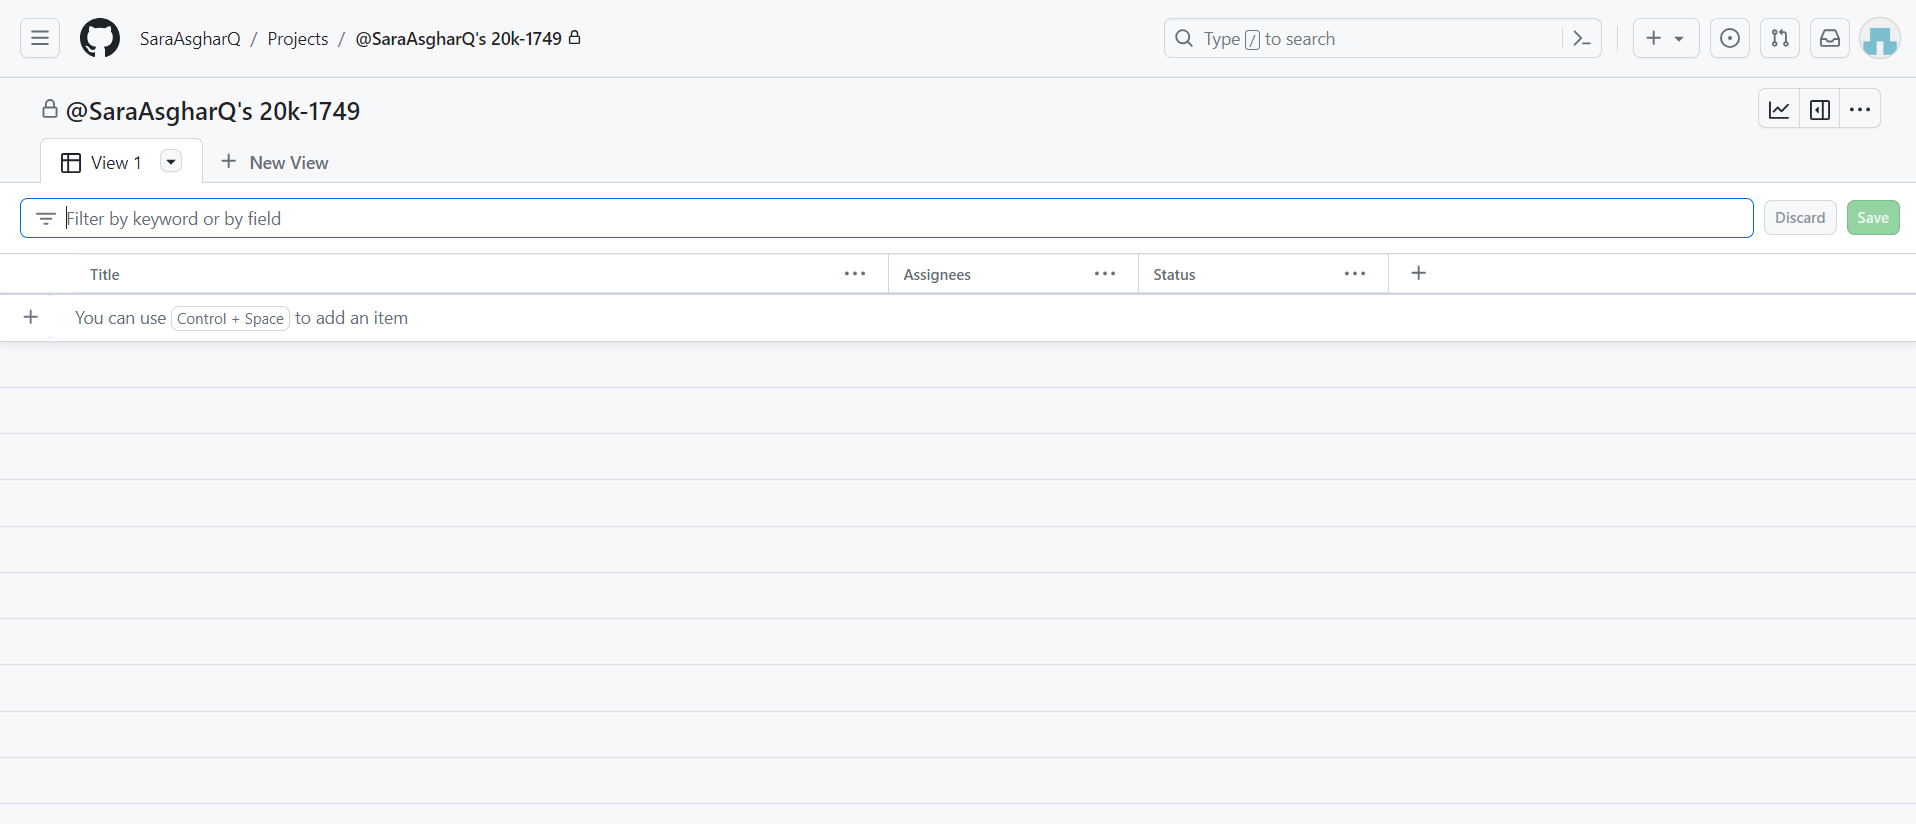 SaraAsgharQ / Projects / @SaraAsgharQ's 20k-1749
Type / to search
@SaraAsgharQ's 20k-1749
View 1
New View
Filter by keyword or by field
Discard
Save
Title
Assignees
Status
You can use Control + Space to add an item